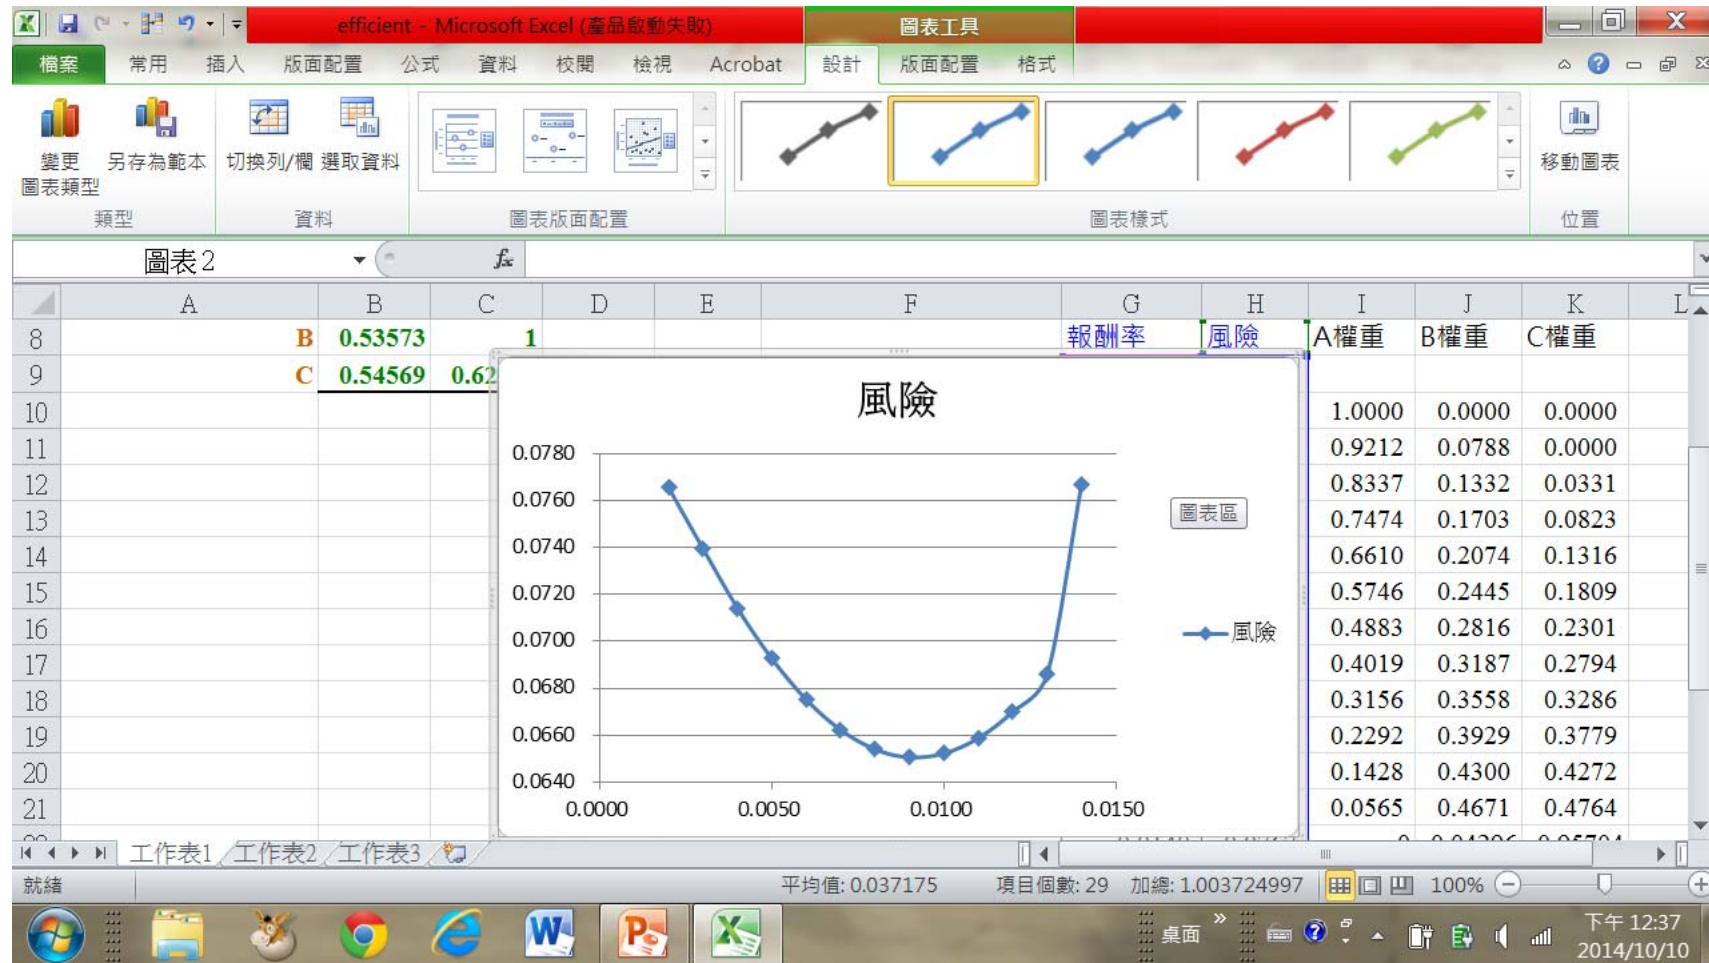 efficient - Microsoft Excel (產品啟動失敗) 圖表工具
檔案 常用 插入 版面配置 公式 資料 校閱 檢視 Acrobat 設計 版面配置 格式
變更
圖表類型
另存為範本
切換列/欄
選取資料
移動圖表
類型 資料 圖表版面配置 圖表樣式 位置
圖表 2 fx
A B C D E F G H I J K L
8 B 0.53573 1 報酬率 風險 A權重 B權重 C權重
9 C 0.54569 0.62
10 1.0000 0.0000 0.0000
11 0.9212 0.0788 0.0000
12 0.8337 0.1332 0.0331
13 0.7474 0.1703 0.0823
14 0.6610 0.2074 0.1316
15 0.5746 0.2445 0.1809
16 0.4883 0.2816 0.2301
17 0.4019 0.3187 0.2794
18 0.3156 0.3558 0.3286
19 0.2292 0.3929 0.3779
20 0.1428 0.4300 0.4272
21 0.0565 0.4671 0.4764
風險
0.0780
0.0760
0.0740
0.0720
0.0700
0.0680
0.0660
0.0640
0.0000 0.0050 0.0100 0.0150
圖表區
風險
工作表1 工作表2 工作表3
就緒 平均值: 0.037175 項目個數: 29 加總: 1.003724997 100%
桌面
下午 12:37
2014/10/10